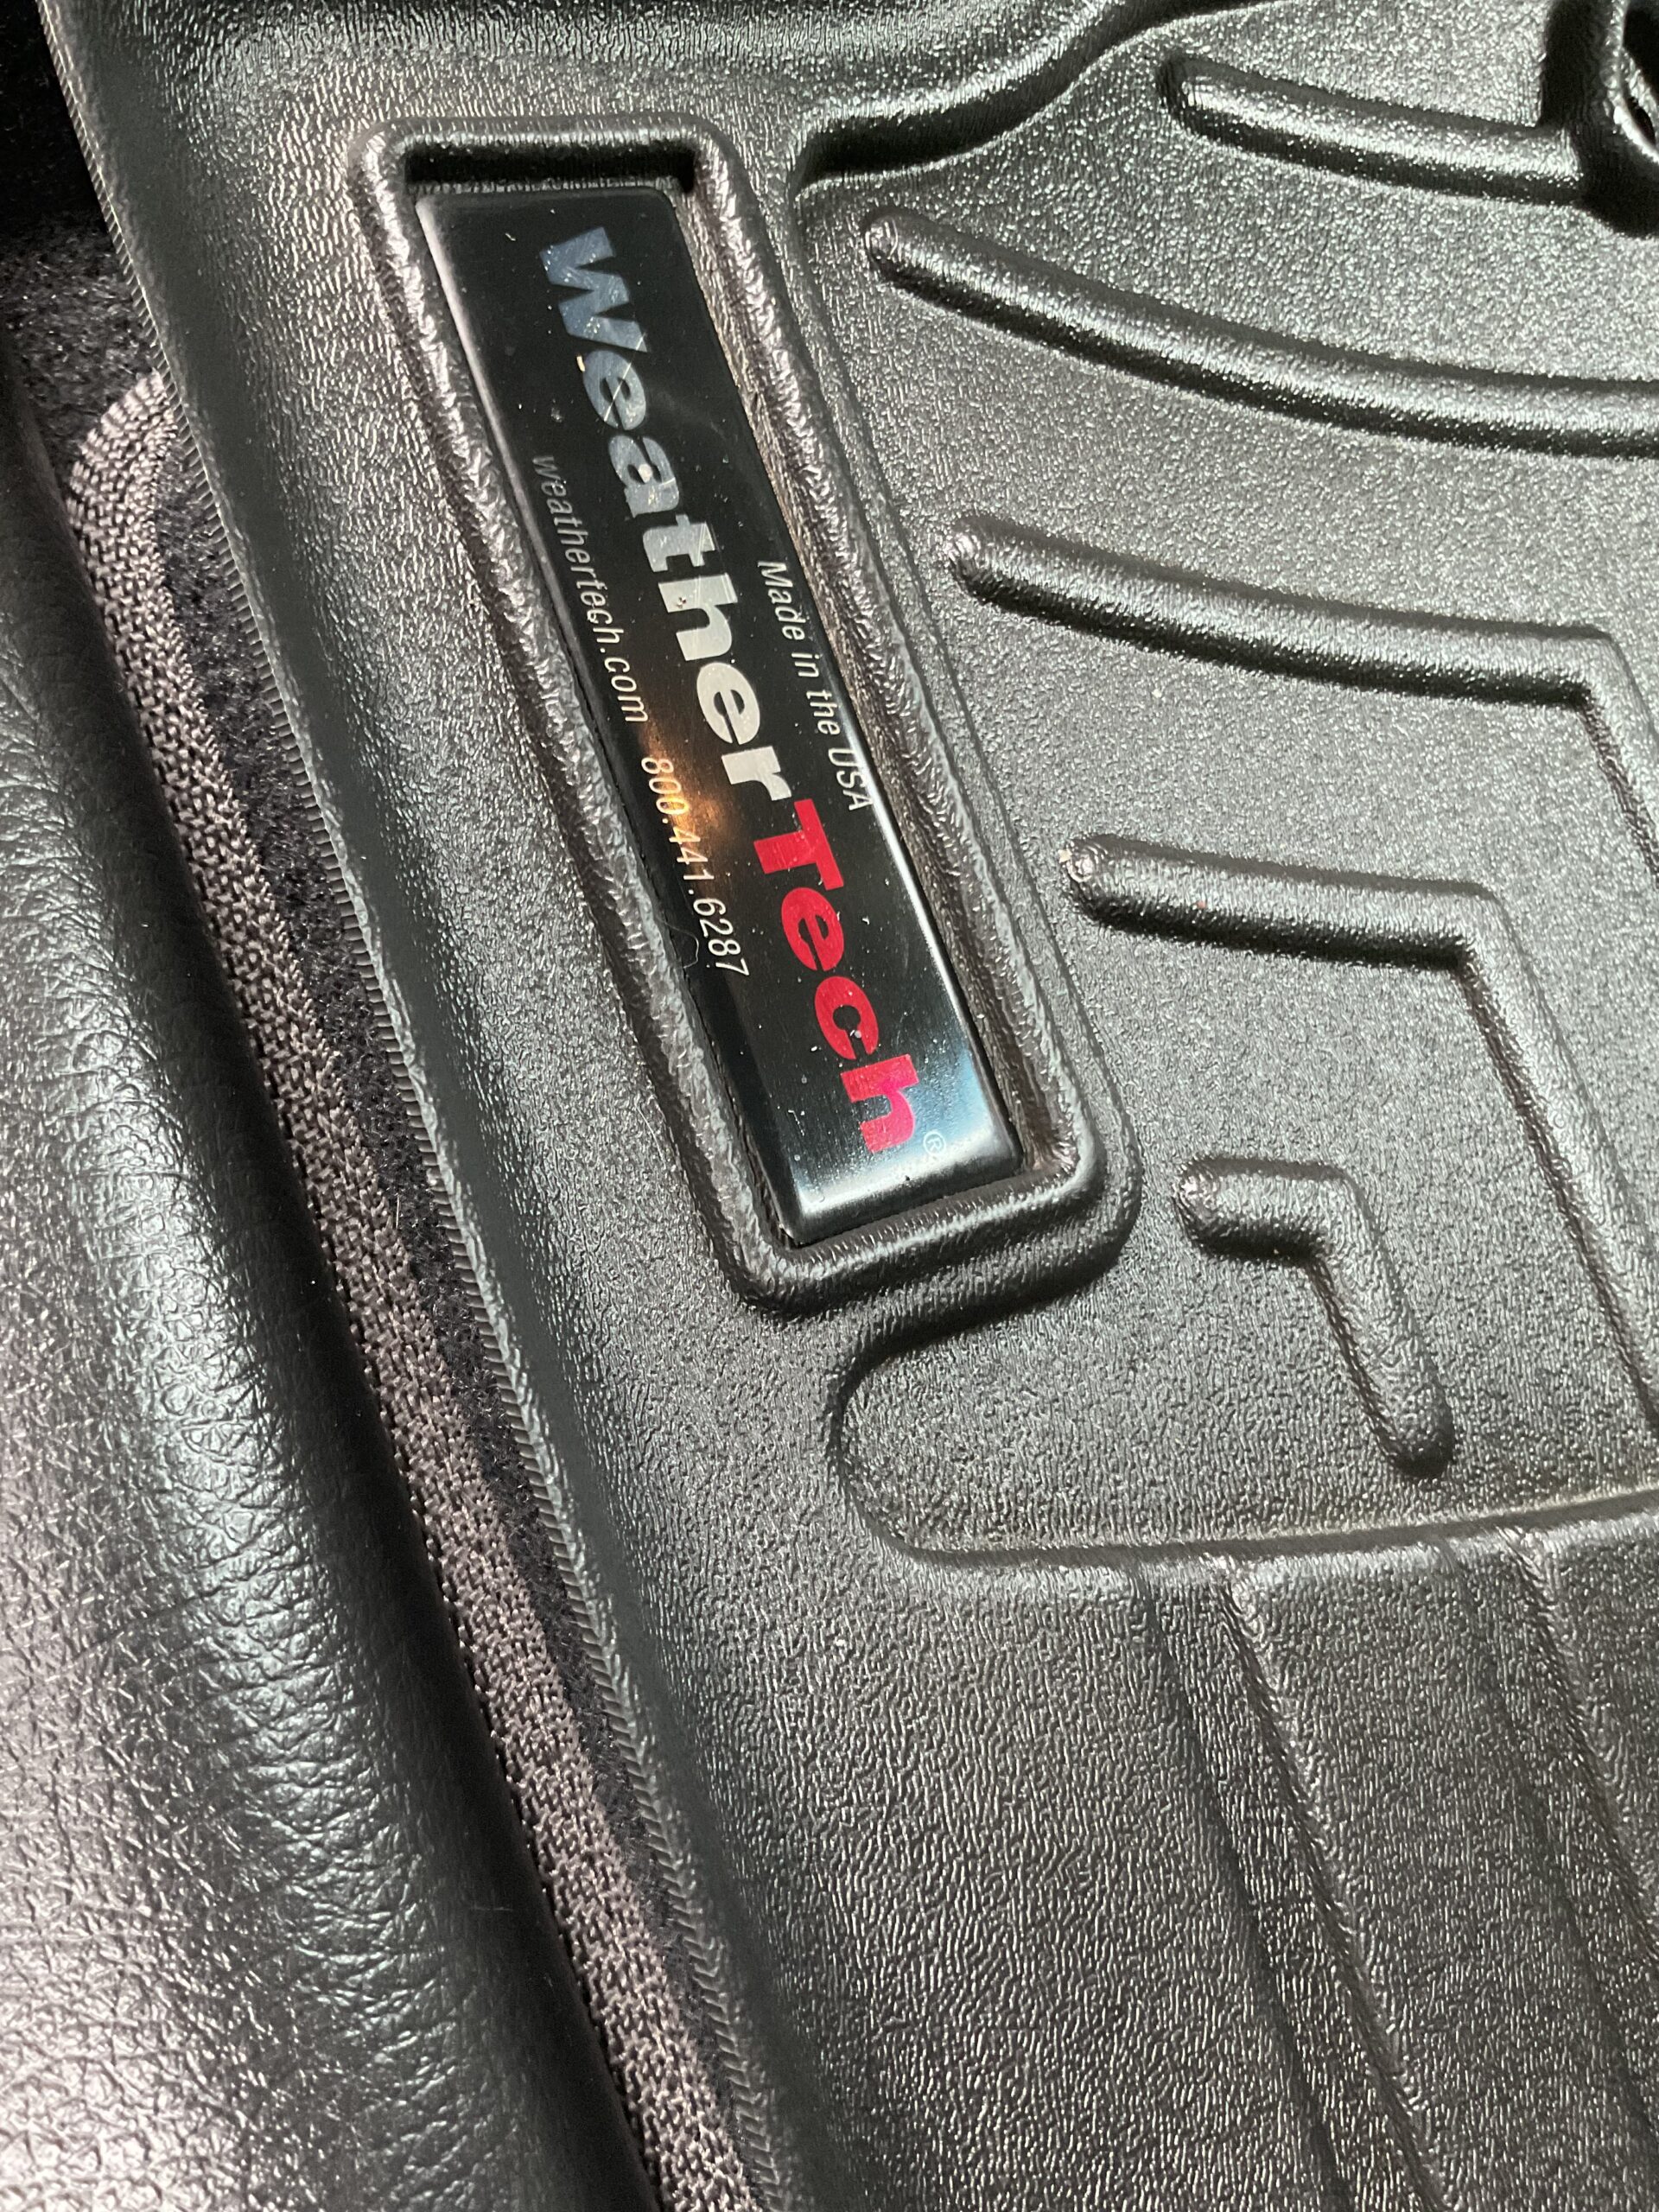 Made in the USA
WeatherTech®
weathertech.com 800.441.6287